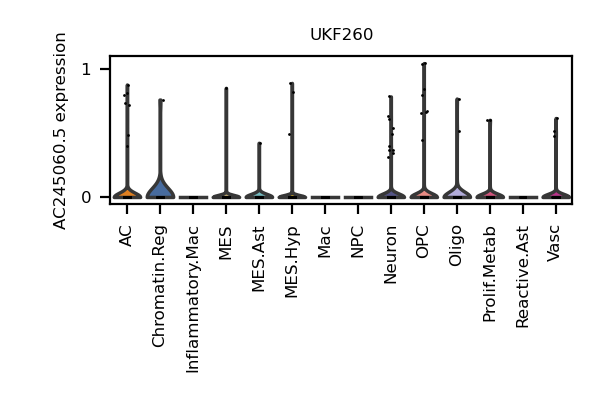 UKF260
AC245060.5 expression
1
0
AC
Chromatin.Reg
Inflammatory.Mac
MES
MES.Ast
MES.Hyp
Mac
NPC
Neuron
OPC
Oligo
Prolif.Metab
Reactive.Ast
Vasc